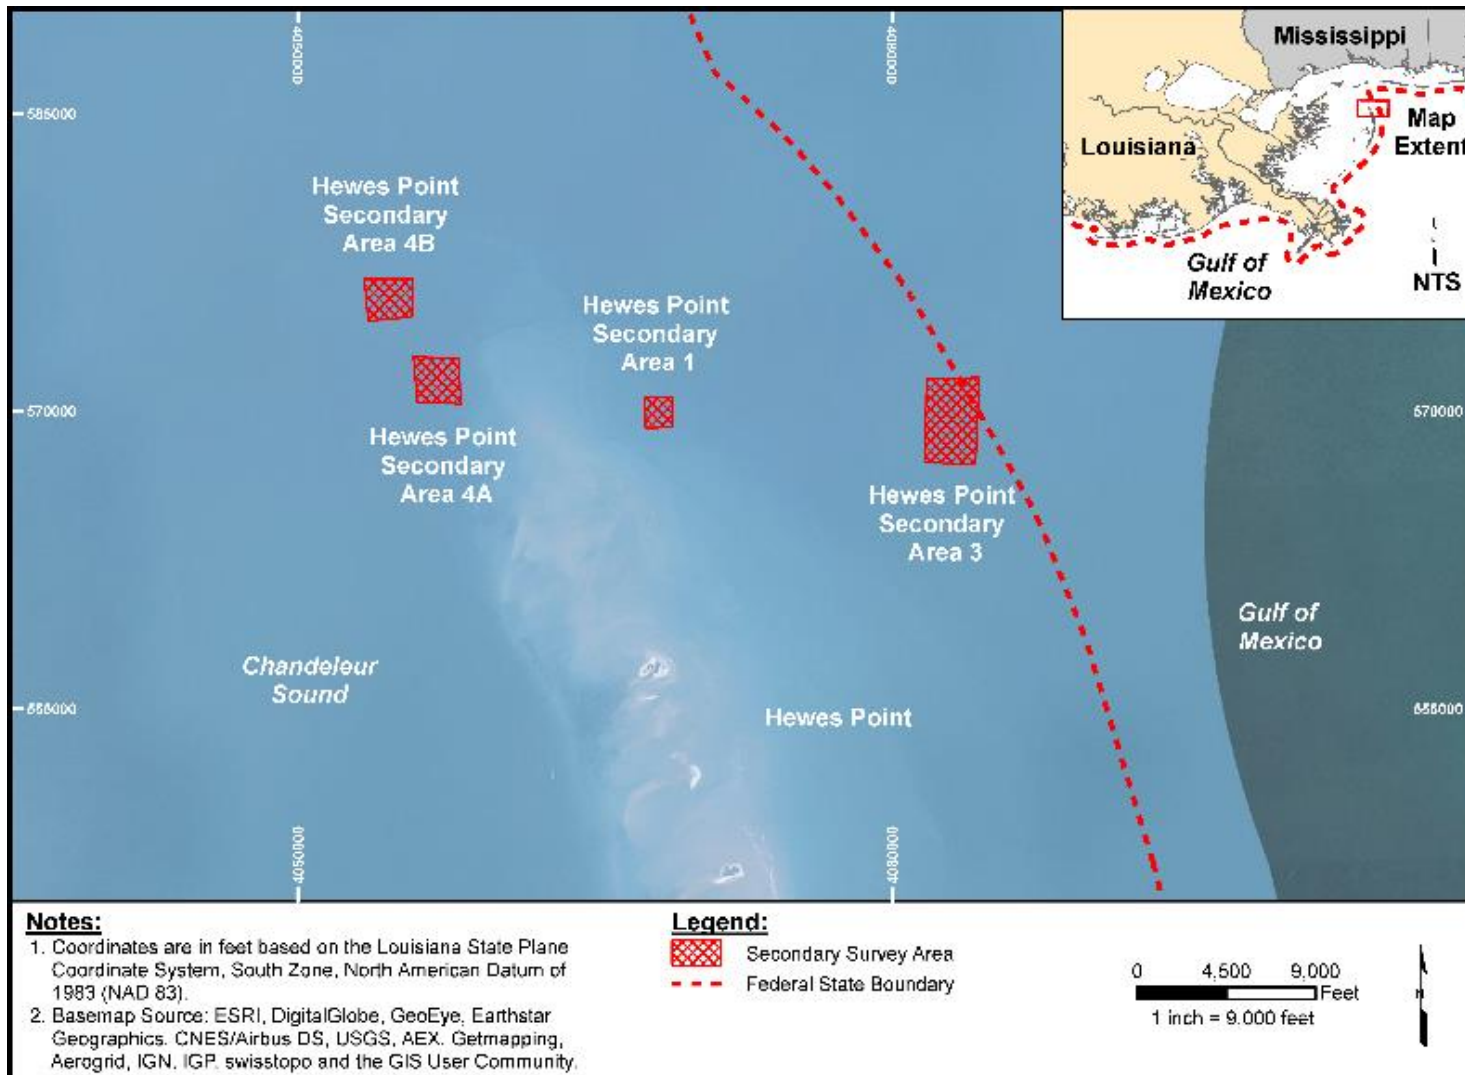 4050000
4080000
585000
Hewes Point
Secondary
Area 4B
Hewes Point
Secondary
Area 1
570000
570000
Hewes Point
Secondary
Area 4A
Hewes Point
Secondary
Area 3
Chandeleur
Sound
Gulf of
Mexico
Hewes Point
555000
555000
4050000
4080000
Mississippi
Louisiana
Map
Extent
Gulf of
Mexico
NTS
Notes:
1. Coordinates are in feet based on the Louisiana State Plane
Coordinate System, South Zone, North American Datum of
1983 (NAD 83).
2. Basemap Source: ESRI, DigitalGlobe, GeoEye, Earthstar
Geographics. CNES/Airbus DS, USGS, AEX. Getmapping,
Aerogrid, IGN. IGP. swisstopo and the GIS User Community.
Legend:
Secondary Survey Area
Federal State Boundary
0 4,500 9,000
Feet
1 inch = 9.000 feet
N